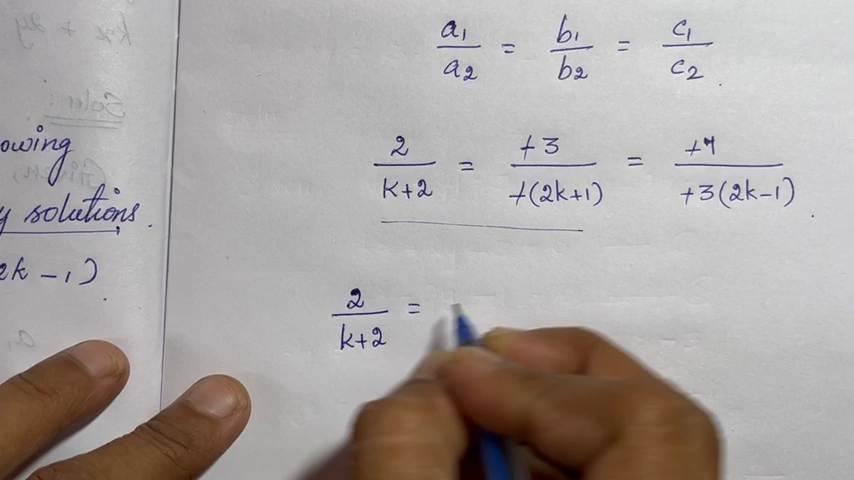 a₁/a₂ = b₁/b₂ = c₁/c₂.
2/(k+2) = +3/+(2k+1) = +7/+3(2k-1).
2/(k+2) =
owing
y solutions.
2k - 1)